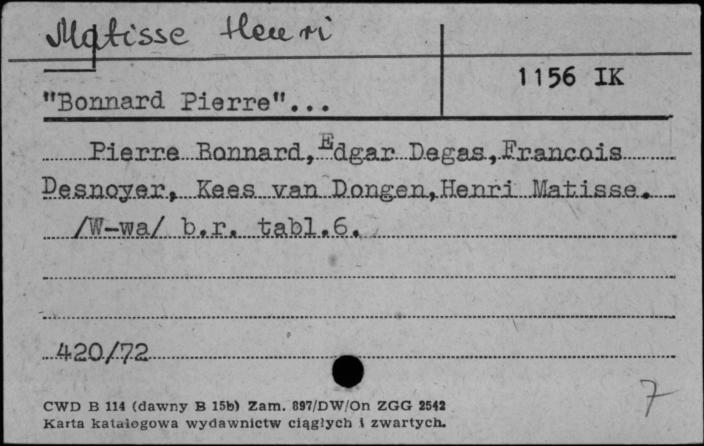 Matisse Henri
1156 IK
"Bonnard Pierre"...
Pierre Bonnard, Edgar Degas, Francois
Desnoyer, Kees van Dongen, Henri Matisse.
/W-wa/ b.r. tabl.6.
420/72
7
CWD B 114 (dawny B 15b) Zam. 897/DW/On ZGG 2542
Karta katalogowa wydawnictw ciągłych i zwartych.